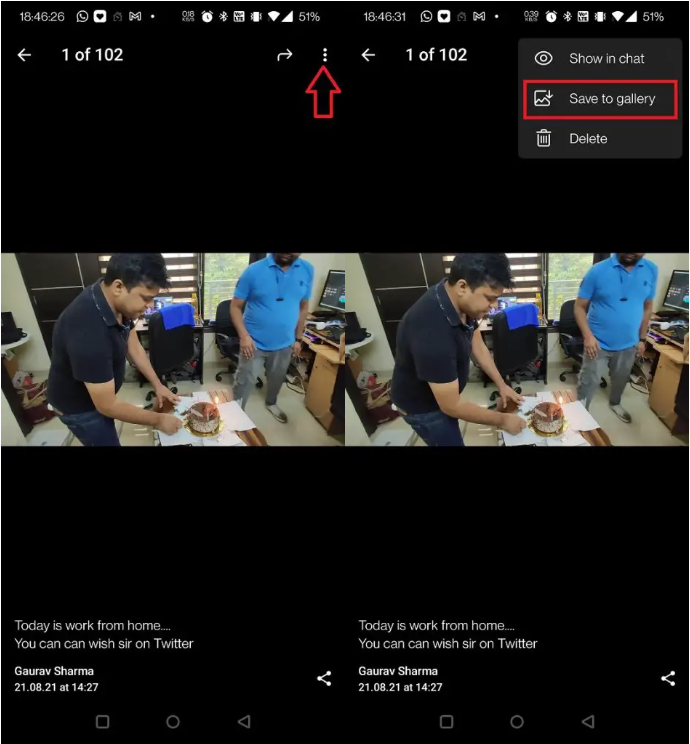 18:46:26
51%
1 of 102
Today is work from home....
You can can wish sir on Twitter
Gaurav Sharma
21.08.21 at 14:27
18:46:31
51%
1 of 102
Show in chat
Save to gallery
Delete
Today is work from home....
You can can wish sir on Twitter
Gaurav Sharma
21.08.21 at 14:27